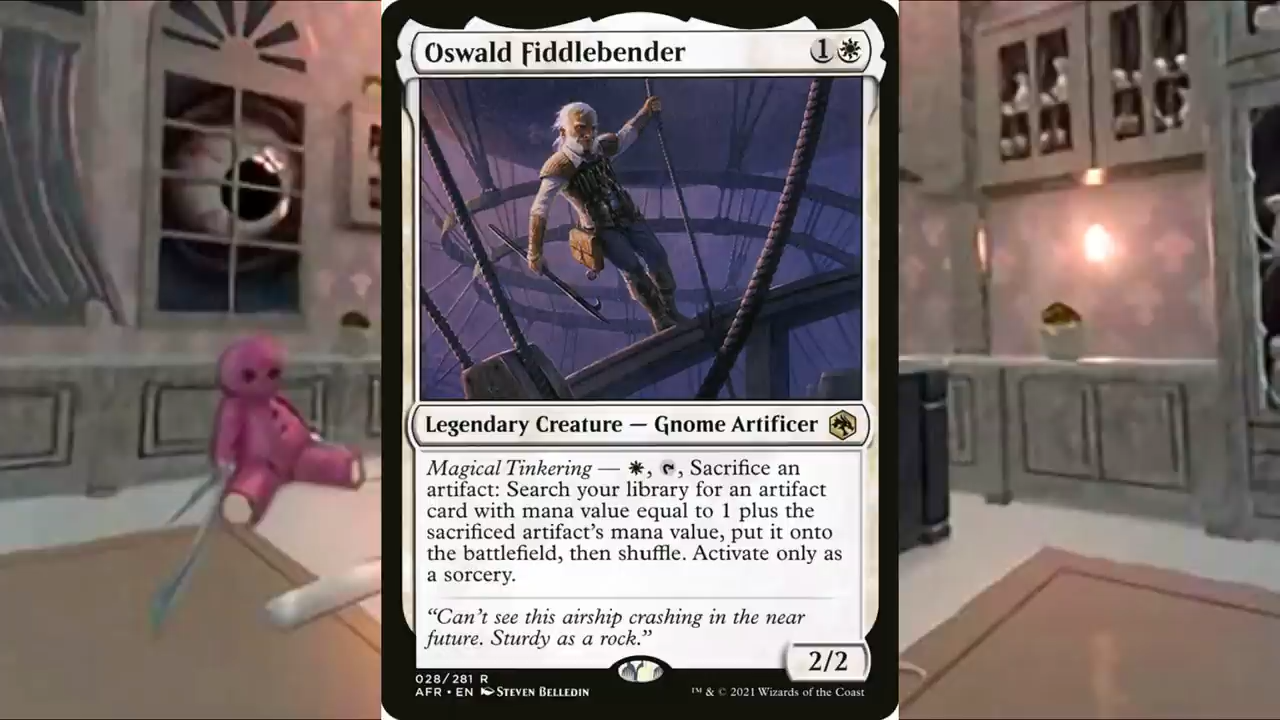 Oswald Fiddlebender 1
Legendary Creature — Gnome Artificer
Magical Tinkering — , , Sacrifice an
artifact: Search your library for an artifact
card with mana value equal to 1 plus the
sacrificed artifact's mana value, put it onto
the battlefield, then shuffle. Activate only as
a sorcery.
“Can't see this airship crashing in the near
future. Sturdy as a rock.”
2/2
028/281 R
AFR • EN Steven Belledin
™ & © 2021 Wizards of the Coast